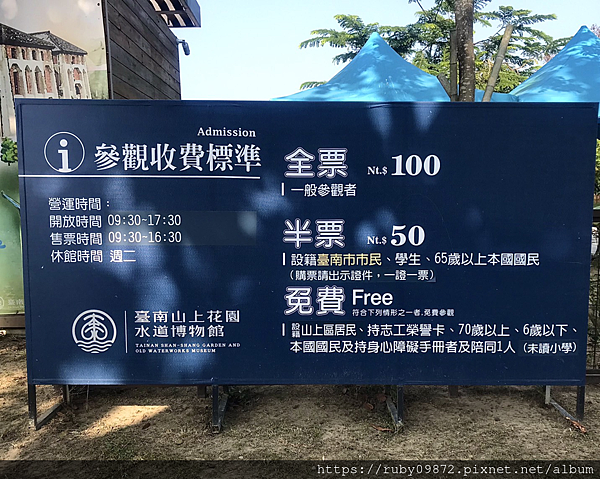 Admission
參觀收費標準
營運時間：
開放時間 09:30~17:30
售票時間 09:30~16:30
休館時間 週二
臺南山上花園
水道博物館
TAINAN SHAN-SHANG GARDEN AND
OLD WATERWORKS MUSEUM
全票 Nt.$ 100
一般參觀者
半票 Nt.$ 50
設籍臺南市市民、學生、65歲以上本國國民
（購票請出示證件，一證一票）
免費 Free
符合下列情形之一者,免費參觀
設籍山上區居民、持志工榮譽卡、70歲以上、6歲以下、
本國國民及持身心障礙手冊者及陪同1人（未讀小學）
https://ruby09872.pixnet.net/album